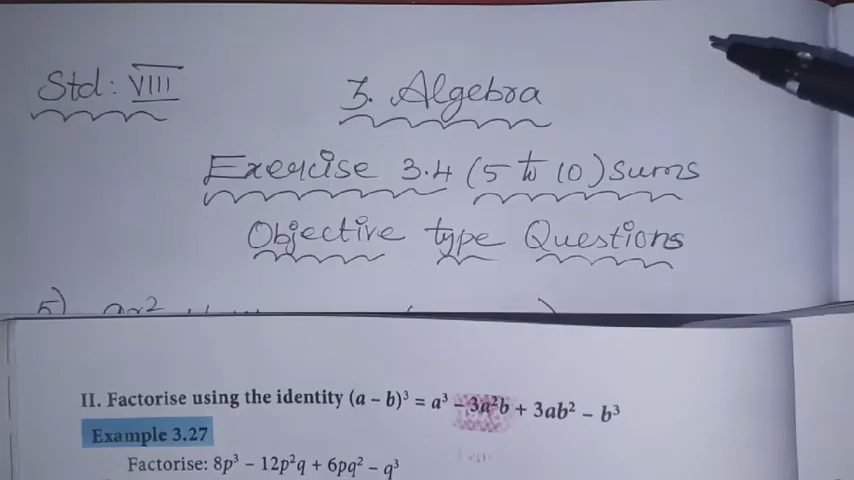 Std: VIII
3. Algebra
Exercise 3.4 (5 to 10) sums
Objective type Questions
5)
II. Factorise using the identity (a – b)³ = a³ – 3a²b + 3ab² – b³
Example 3.27
Factorise: 8p³ – 12p²q + 6pq² – q³